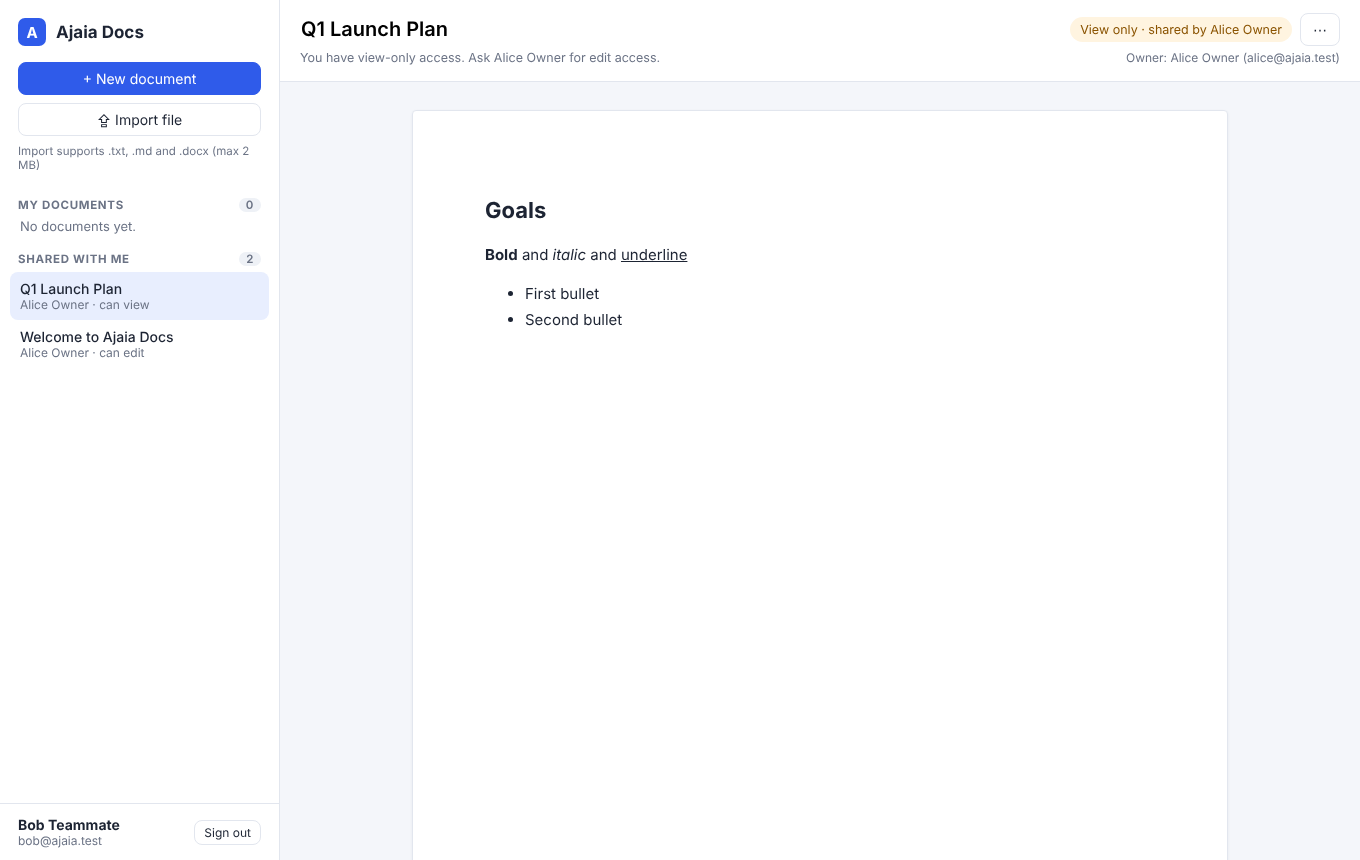 A Ajaia Docs
+ New document
Import file
Import supports .txt, .md and .docx (max 2
MB)
MY DOCUMENTS 0
No documents yet.
SHARED WITH ME 2
Q1 Launch Plan
Alice Owner · can view
Welcome to Ajaia Docs
Alice Owner · can edit
Bob Teammate
bob@ajaia.test
Sign out
Q1 Launch Plan
View only · shared by Alice Owner
...
You have view-only access. Ask Alice Owner for edit access.
Owner: Alice Owner (alice@ajaia.test)
Goals
Bold and italic and underline
• First bullet
• Second bullet